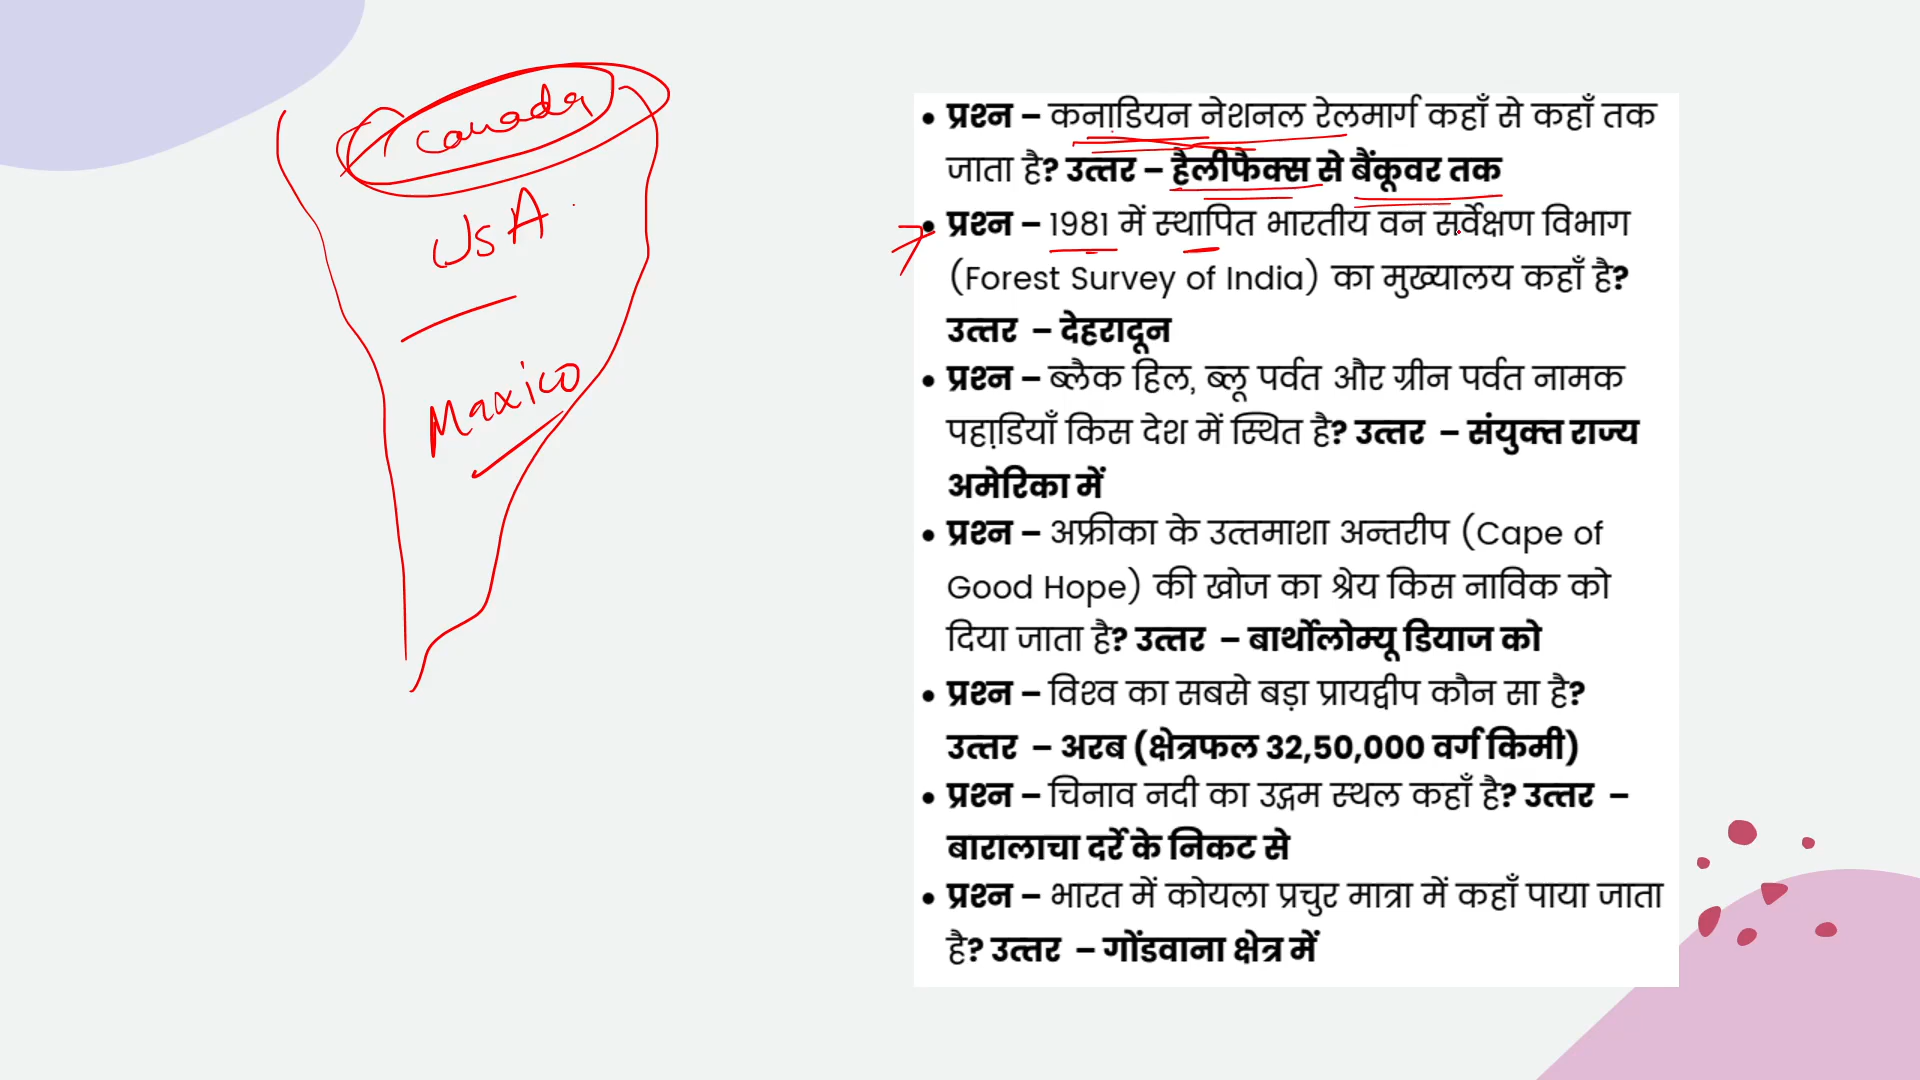 Canada
USA
Maxico
• प्रश्न – कनाडियन नेशनल रेलमार्ग कहाँ से कहाँ तक
जाता है? उत्तर – हैलीफैक्स से बैंकूवर तक
• प्रश्न – 1981 में स्थापित भारतीय वन सर्वेक्षण विभाग
(Forest Survey of India) का मुख्यालय कहाँ है?
उत्तर – देहरादून
• प्रश्न – ब्लैक हिल, ब्लू पर्वत और ग्रीन पर्वत नामक
पहाडियाँ किस देश में स्थित है? उत्तर – संयुक्त राज्य
अमेरिका में
• प्रश्न – अफ्रीका के उत्तमाशा अन्तरीप (Cape of
Good Hope) की खोज का श्रेय किस नाविक को
दिया जाता है? उत्तर – बार्थोलोम्यू डियाज को
• प्रश्न – विश्व का सबसे बड़ा प्रायद्वीप कौन सा है?
उत्तर – अरब (क्षेत्रफल 32,50,000 वर्ग किमी)
• प्रश्न – चिनाव नदी का उद्गम स्थल कहाँ है? उत्तर –
बारालाचा दर्रे के निकट से
• प्रश्न – भारत में कोयला प्रचुर मात्रा में कहाँ पाया जाता
है? उत्तर – गोंडवाना क्षेत्र में